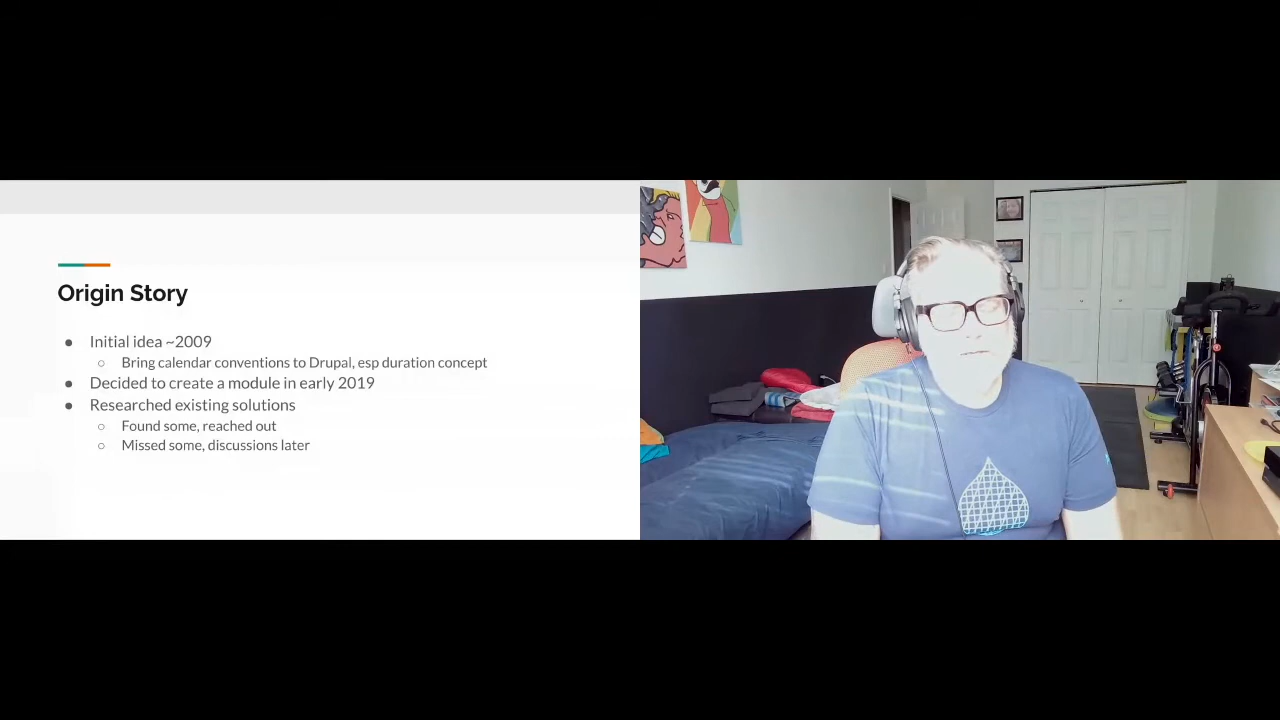 Origin Story
● Initial idea ~2009
○ Bring calendar conventions to Drupal, esp duration concept
● Decided to create a module in early 2019
● Researched existing solutions
○ Found some, reached out
○ Missed some, discussions later